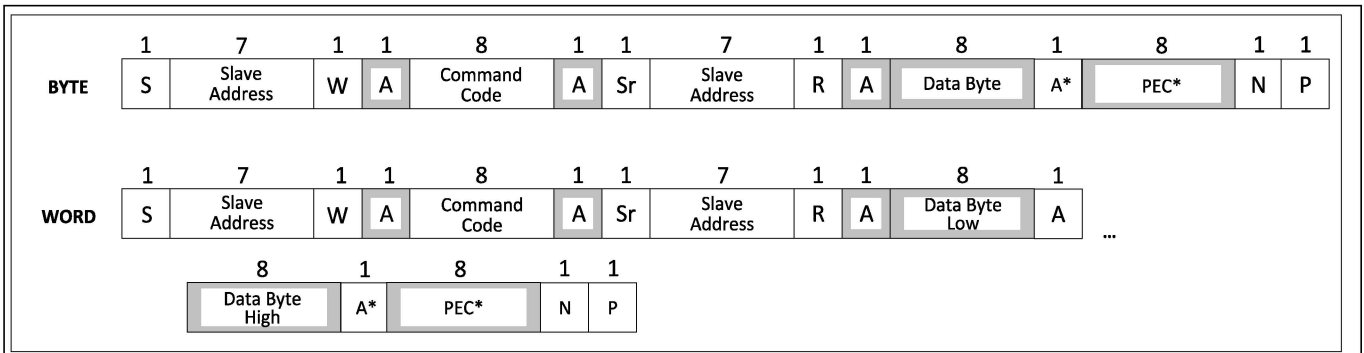 1 7 1 1 8 1 1 7 1 1 8 1 8 1 1
BYTE S Slave Address W A Command Code A Sr Slave Address R A Data Byte A* PEC* N P
1 7 1 1 8 1 1 7 1 1 8 1
WORD S Slave Address W A Command Code A Sr Slave Address R A Data Byte Low A ...
8 1 8 1 1
Data Byte High A* PEC* N P